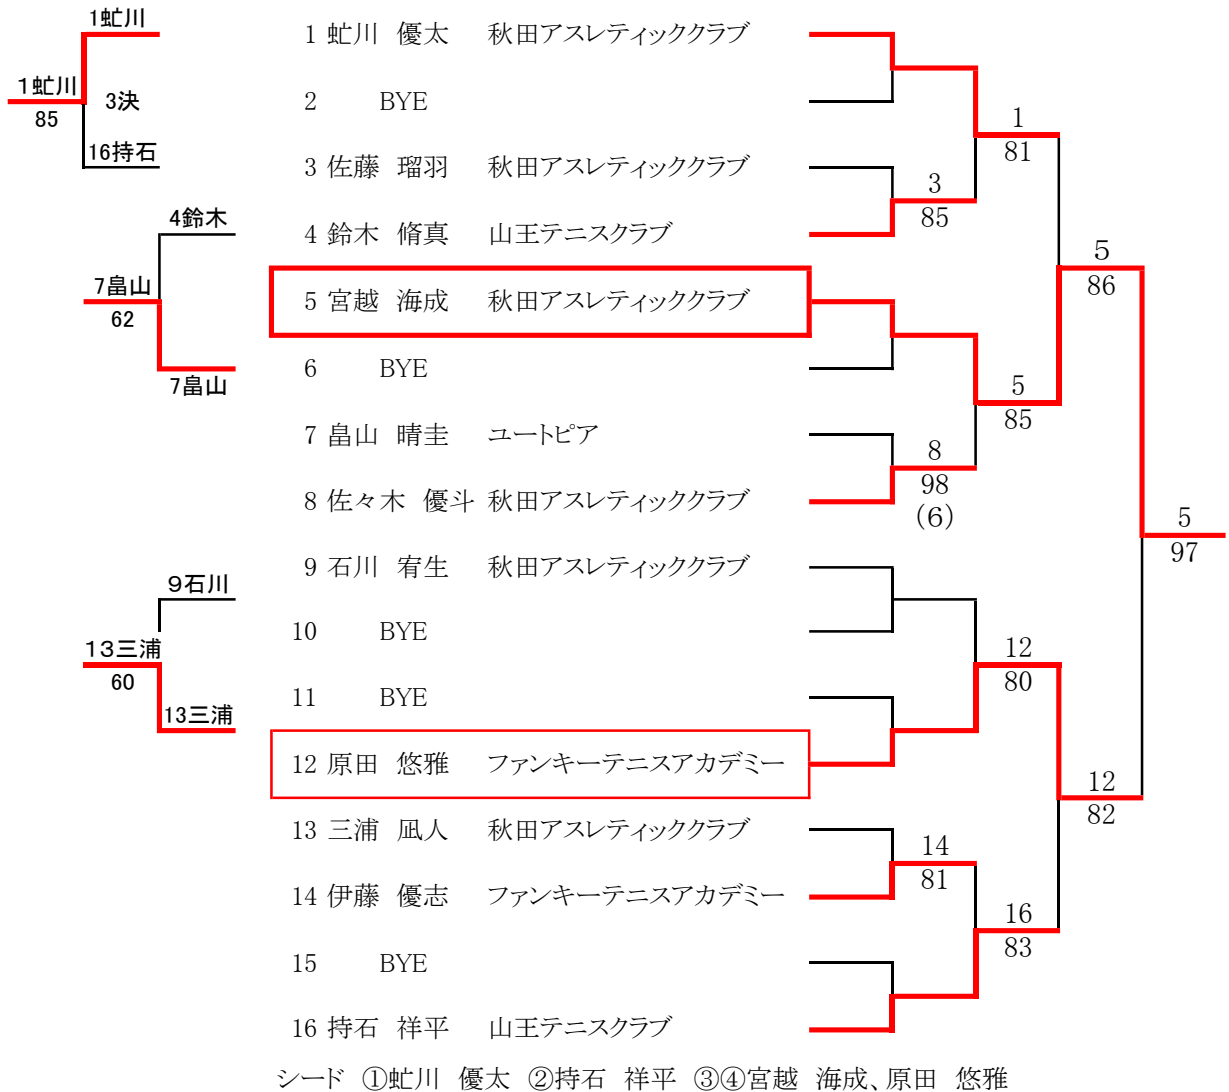 1虻川
1虻川
3決
85
16持石
4鈴木
7畠山
62
7畠山
9石川
13三浦
60
13三浦
1 虻川 優太 秋田アスレティッククラブ
2 BYE
3 佐藤 瑠羽 秋田アスレティッククラブ
4 鈴木 脩真 山王テニスクラブ
5 宮越 海成 秋田アスレティッククラブ
6 BYE
7 畠山 晴圭 ユートピア
8 佐々木 優斗 秋田アスレティッククラブ
9 石川 宥生 秋田アスレティッククラブ
10 BYE
11 BYE
12 原田 悠雅 ファンキーテニスアカデミー
13 三浦 凪人 秋田アスレティッククラブ
14 伊藤 優志 ファンキーテニスアカデミー
15 BYE
16 持石 祥平 山王テニスクラブ
3
85
8
98
(6)
14
81
1
81
5
85
12
80
16
83
5
86
12
82
5
97
シード ①虻川 優太 ②持石 祥平 ③④宮越 海成、原田 悠雅